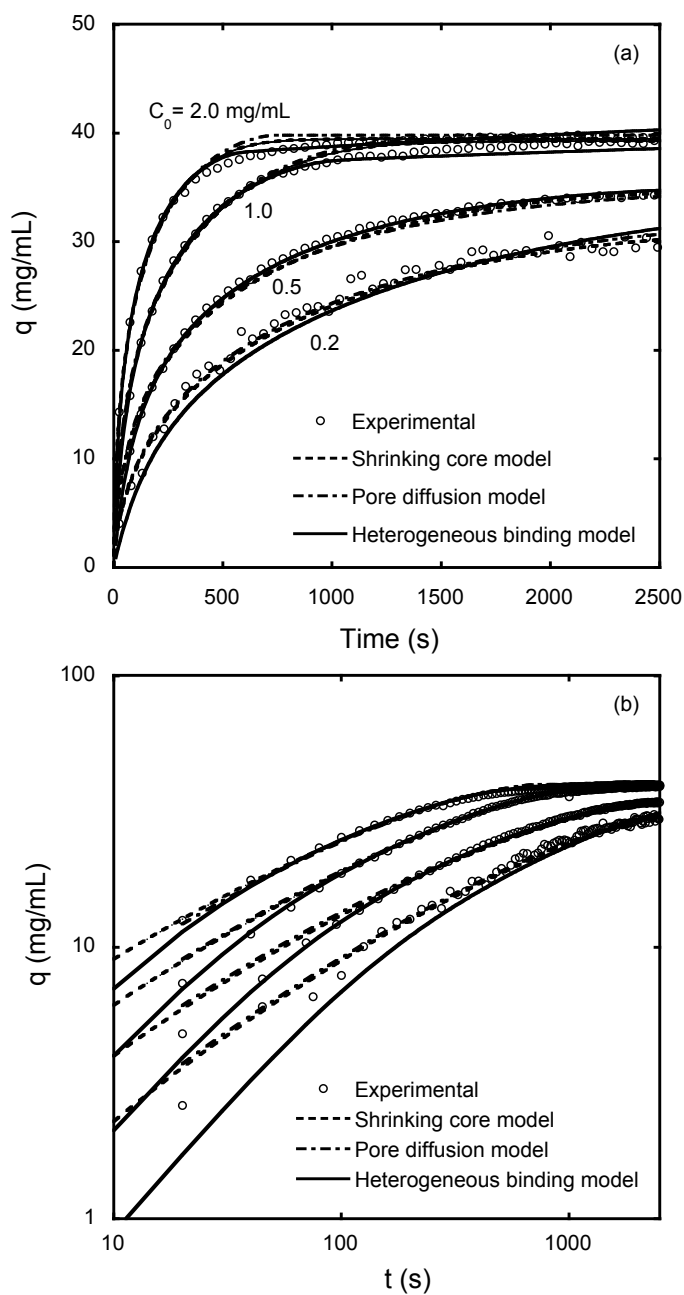 50
(a)
C0= 2.0 mg/mL
40
1.0
30
0.5
q (mg/mL)
20
0.2
Experimental
10
Shrinking core model
Pore diffusion model
Heterogeneous binding model
0
0 500 1000 1500 2000 2500
Time (s)
100
(b)
q (mg/mL)
10
Experimental
Shrinking core model
Pore diffusion model
Heterogeneous binding model
1
10 100 1000
t (s)